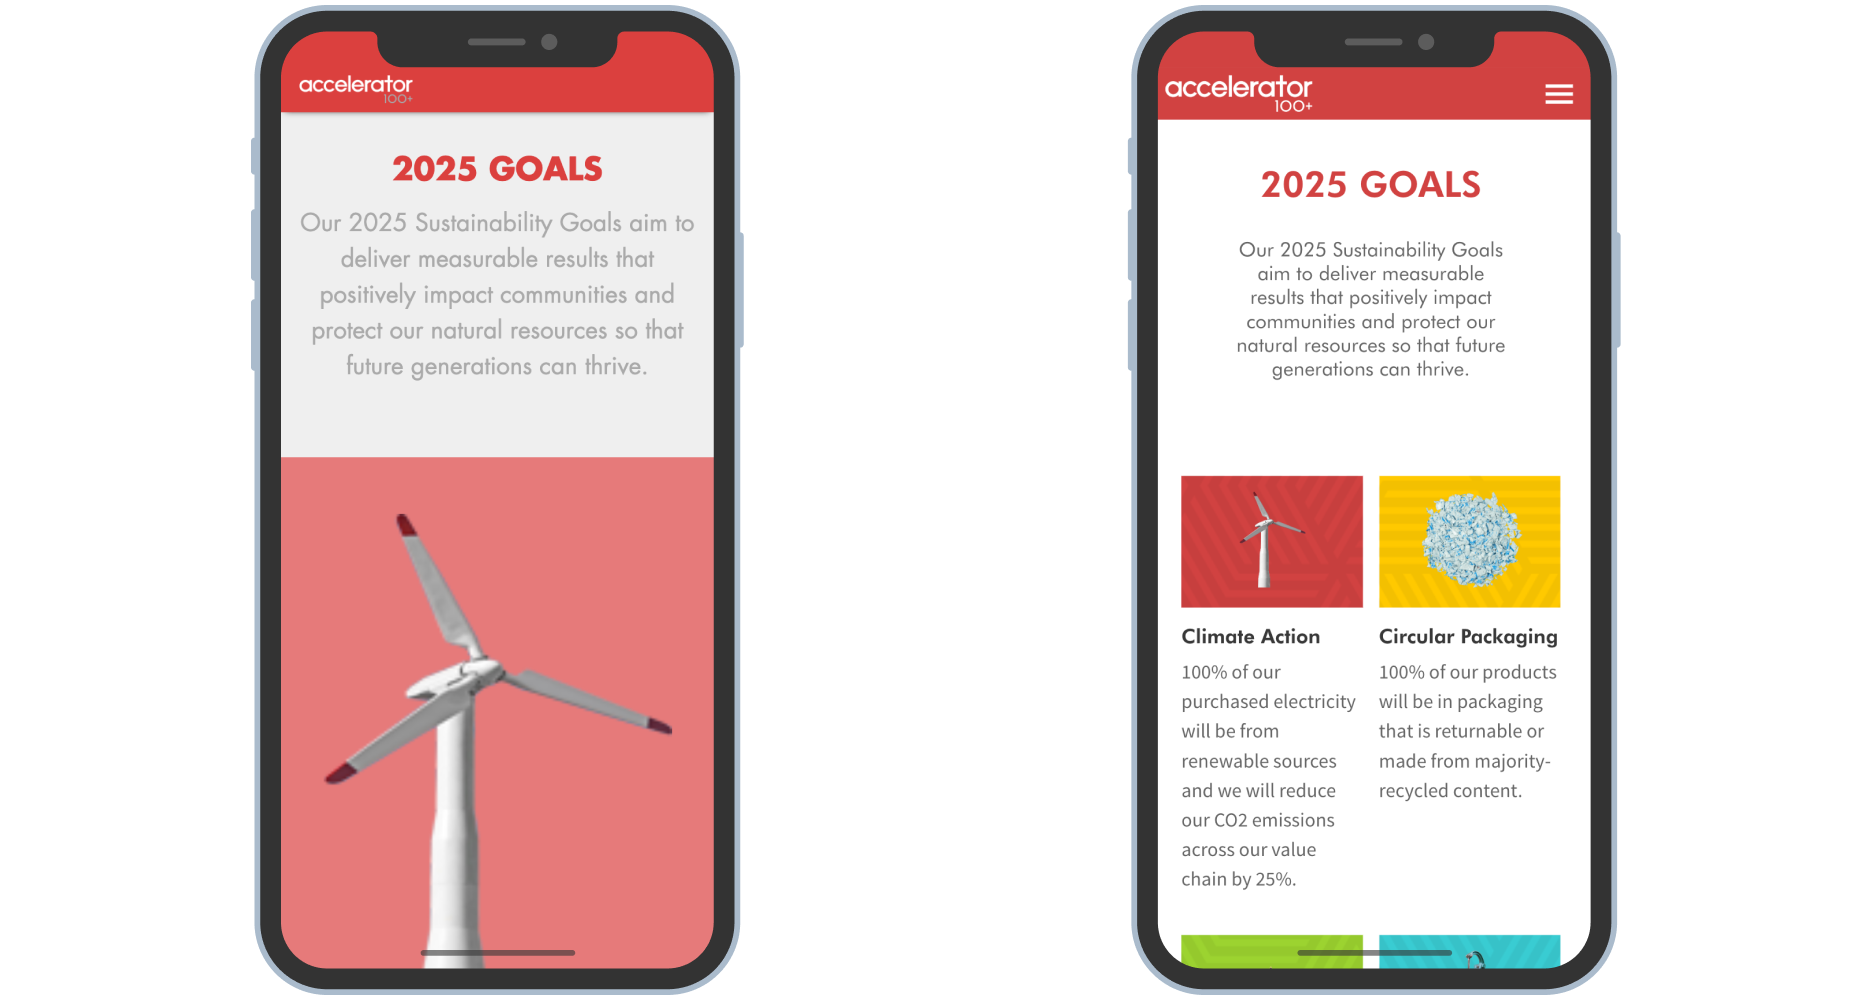 accelerator
100+
2025 GOALS
Our 2025 Sustainability Goals aim to
deliver measurable results that
positively impact communities and
protect our natural resources so that
future generations can thrive.
accelerator
100+
2025 GOALS
Our 2025 Sustainability Goals
aim to deliver measurable
results that positively impact
communities and protect our
natural resources so that future
generations can thrive.
Climate Action
100% of our
purchased electricity
will be from
renewable sources
and we will reduce
our CO2 emissions
across our value
chain by 25%.
Circular Packaging
100% of our products
will be in packaging
that is returnable or
made from majority-
recycled content.